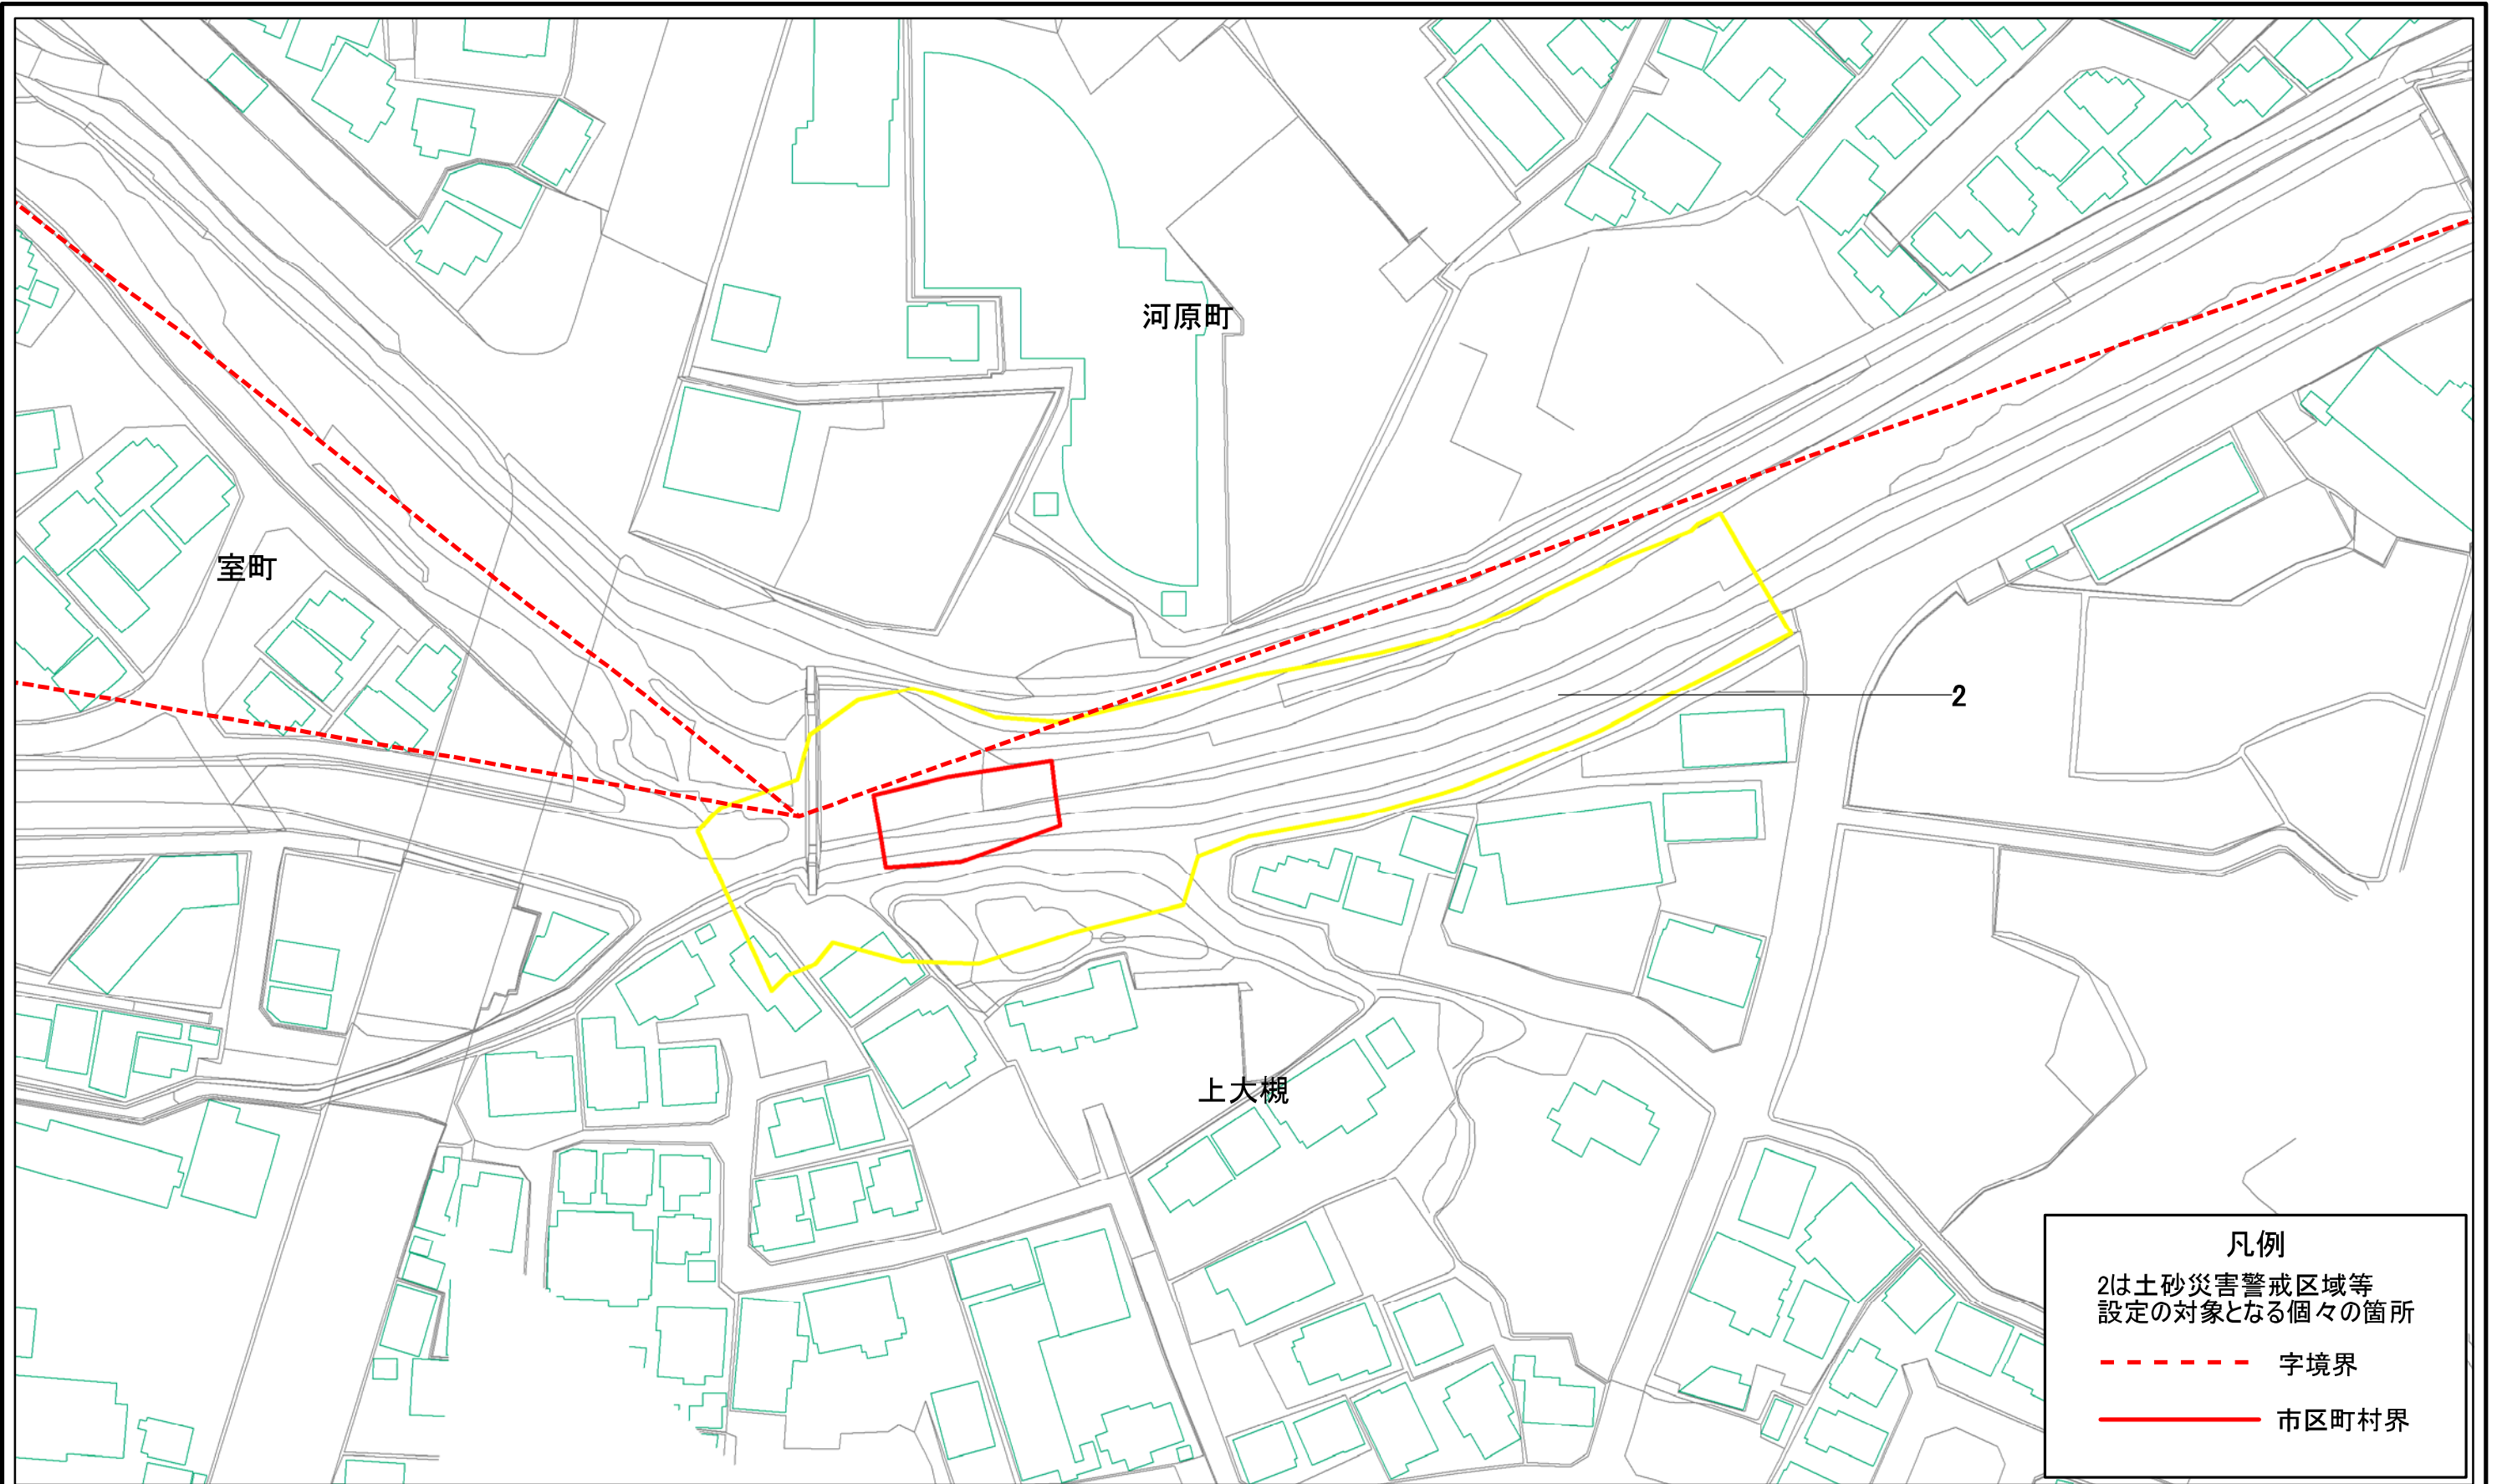 河原町
室町
2
上大槻
凡例
2は土砂災害警戒区域等
設定の対象となる個々の箇所
字境界
市区町村界